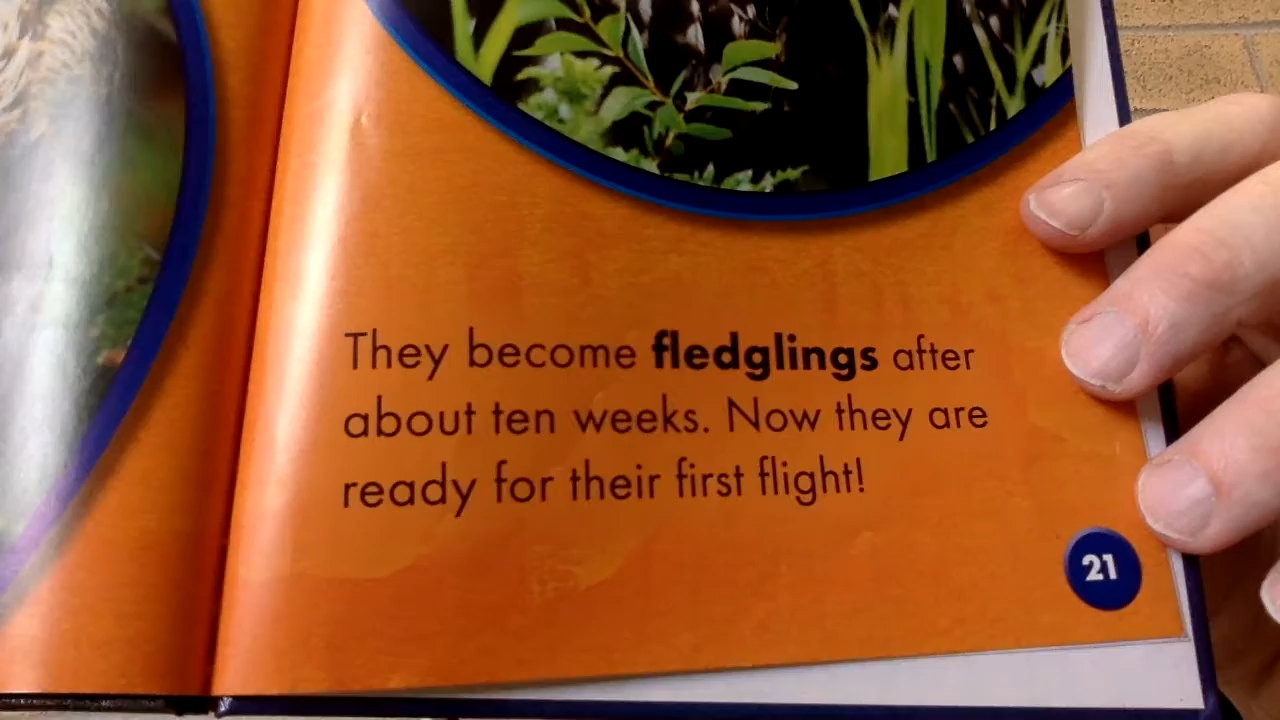 They become fledglings after
about ten weeks. Now they are
ready for their first flight!
21